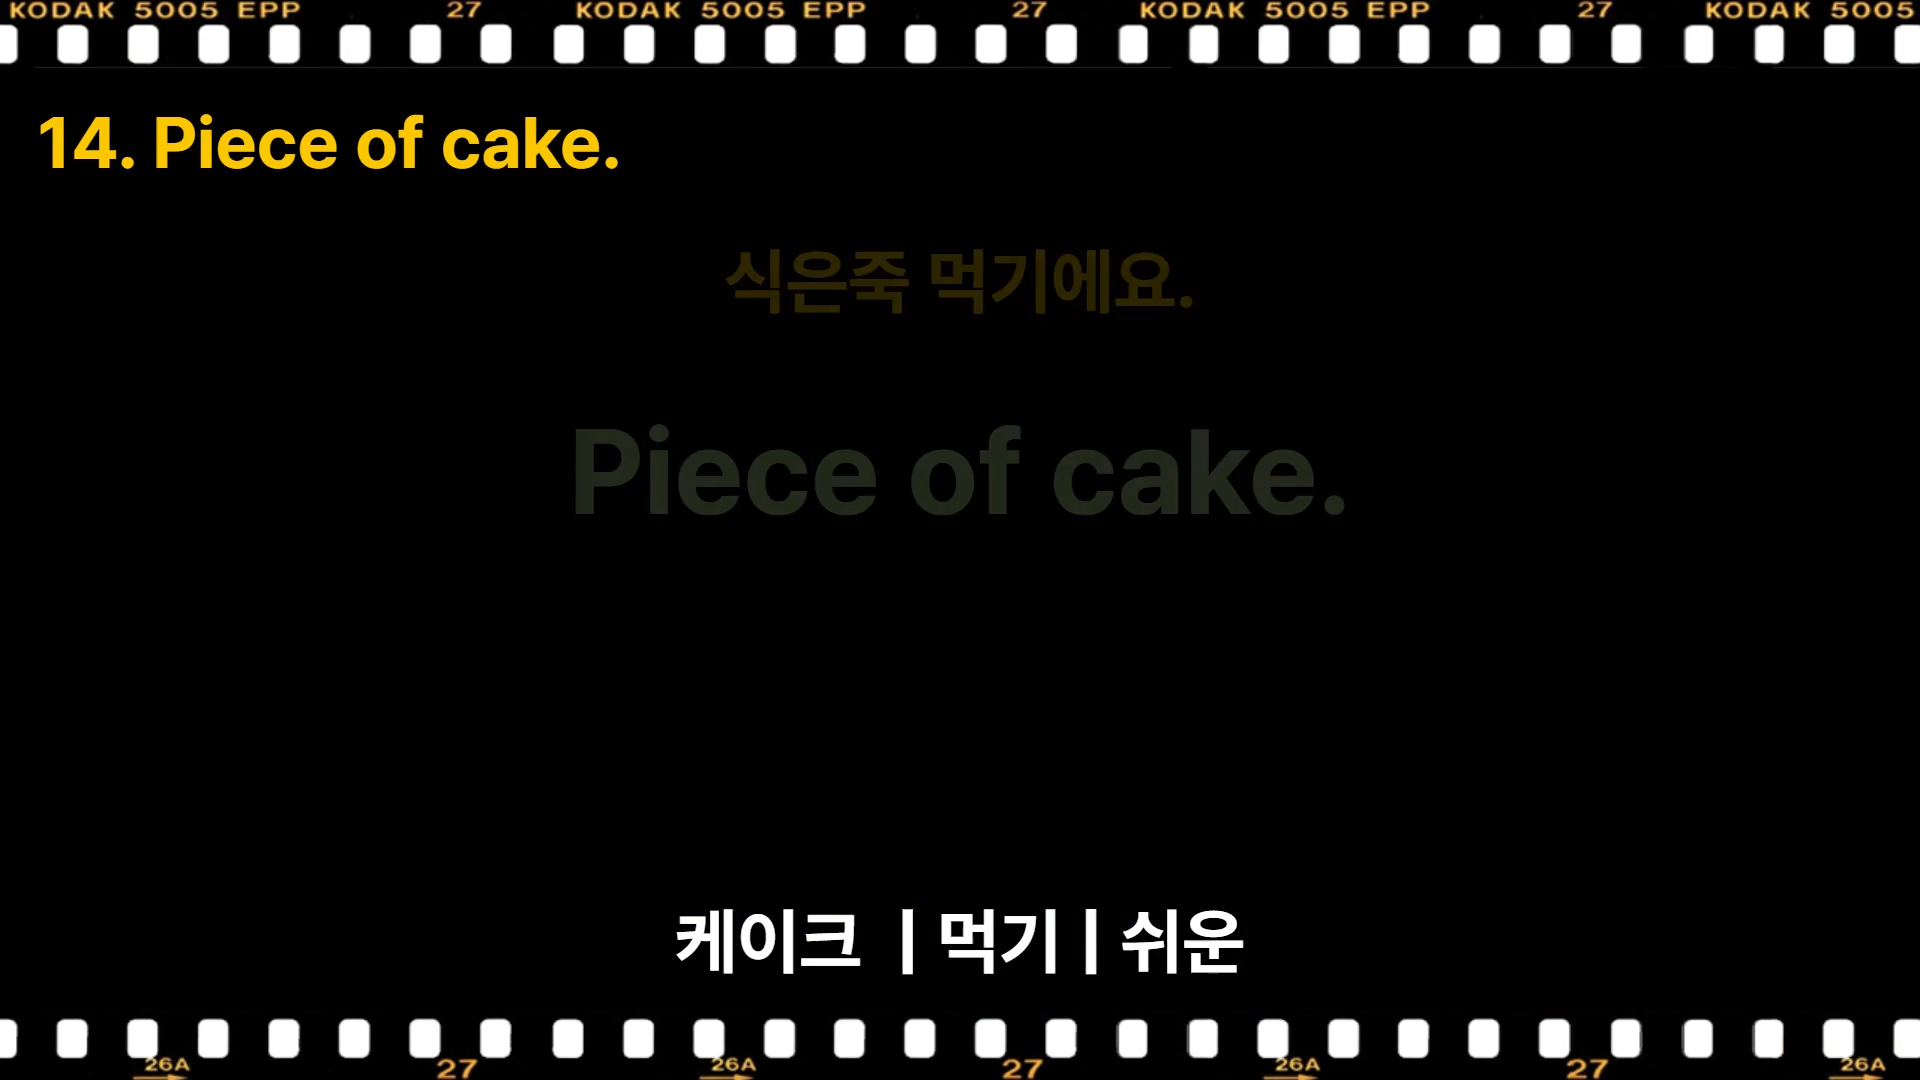 KODAK 5005 EPP 27 KODAK 5005 EPP 27 KODAK 5005 EPP 27 KODAK 5005
14. Piece of cake.
식은죽 먹기에요.
Piece of cake.
케이크 | 먹기 | 쉬운
26A 27 26A 27 26A 27 26A